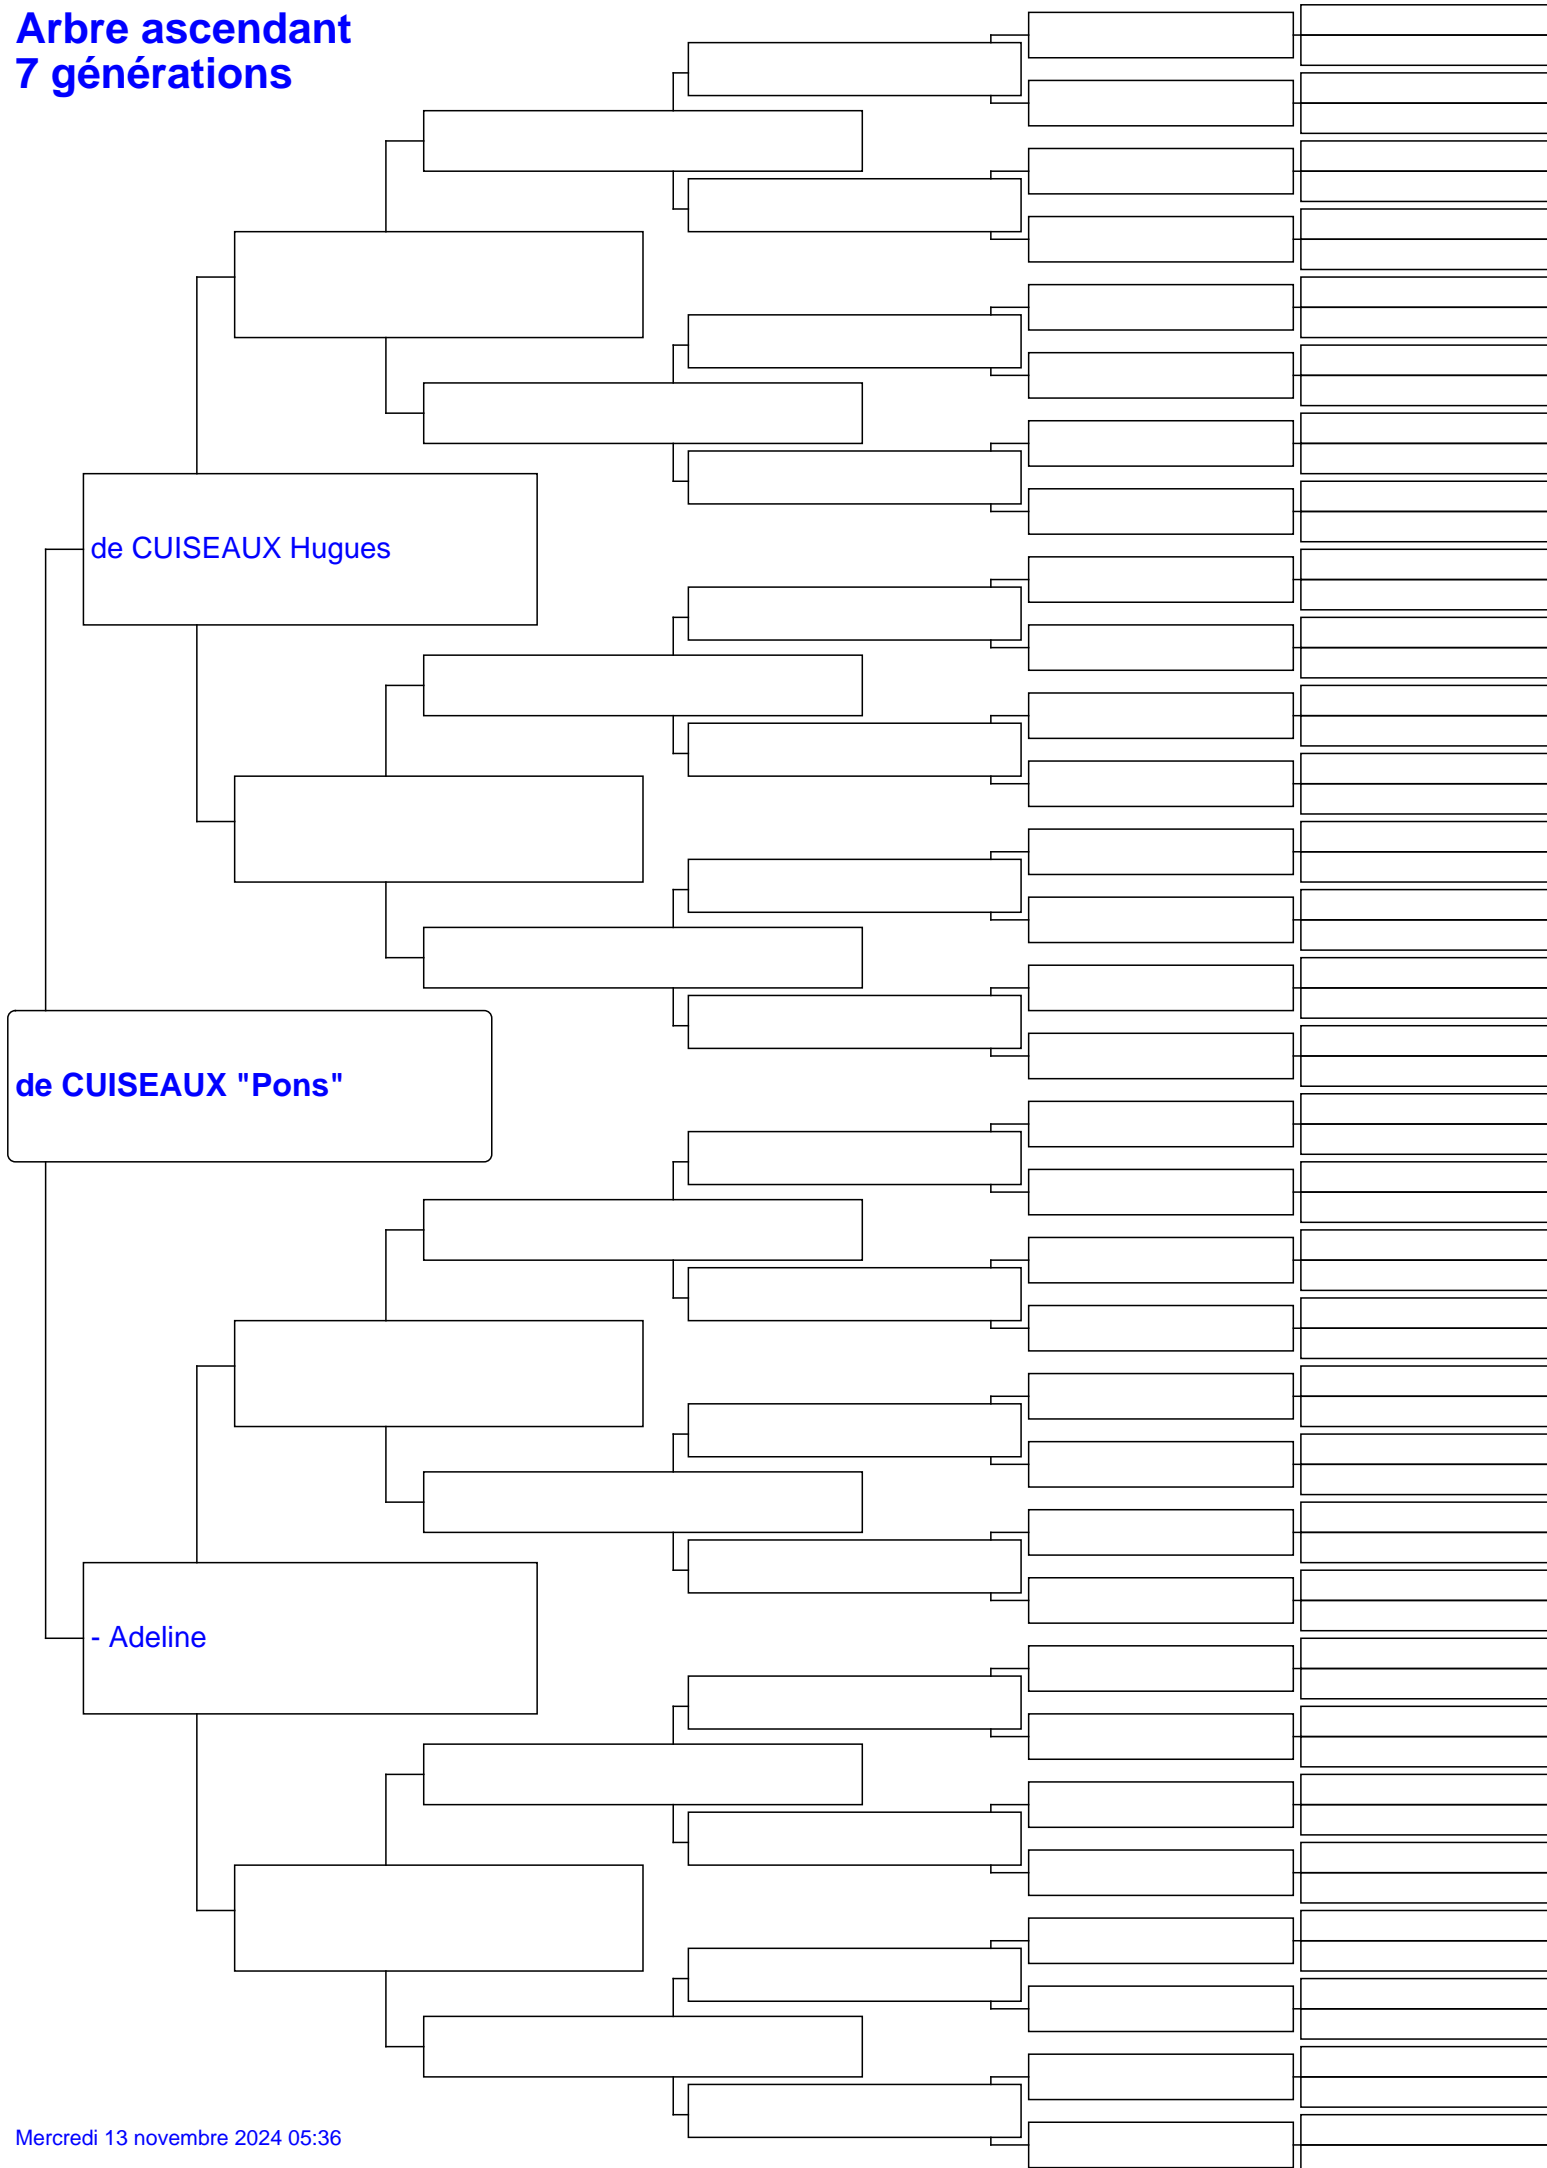 Arbre ascendant
7 générations
de CUISEAUX Hugues
de CUISEAUX "Pons"
- Adeline
Mercredi 13 novembre 2024 05:36